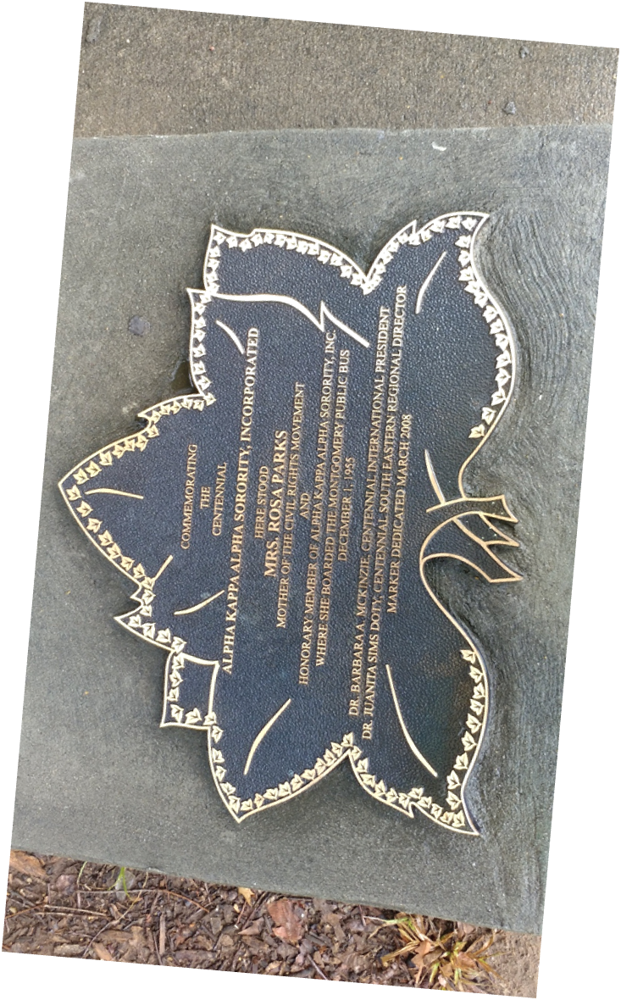 COMMEMORATING
THE
CENTENNIAL
ALPHA KAPPA ALPHA SORORITY, INCORPORATED
HERE STOOD
MRS. ROSA PARKS
MOTHER OF THE CIVIL RIGHTS MOVEMENT
AND
HONORARY MEMBER OF ALPHA KAPPA ALPHA SORORITY, INC.
WHERE SHE BOARDED THE MONTGOMERY PUBLIC BUS
DECEMBER 1, 1955
DR. BARBARA A. MCKINZIE, CENTENNIAL INTERNATIONAL PRESIDENT
DR. JUANITA SIMS DOTY, CENTENNIAL SOUTH EASTERN REGIONAL DIRECTOR
MARKER DEDICATED MARCH 2008